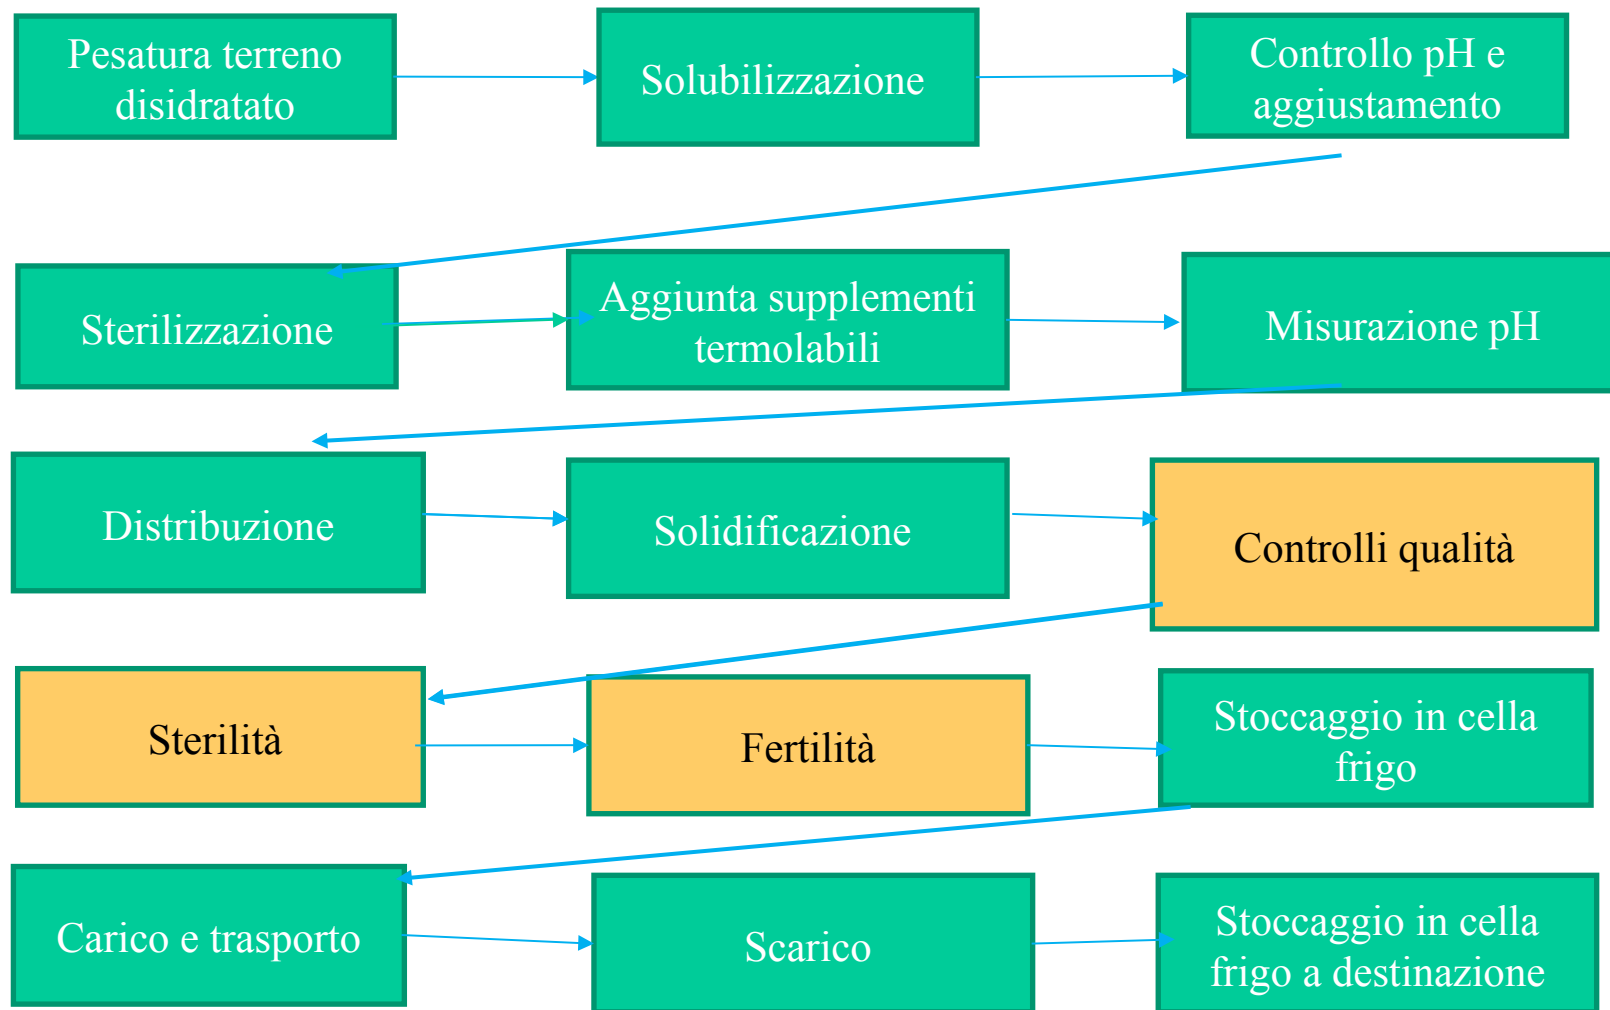 Pesatura terreno
disidratato
Solubilizzazione
Controllo pH e
aggiustamento
Sterilizzazione
Aggiunta supplementi
termolabili
Misurazione pH
Distribuzione
Solidificazione
Controlli qualità
Sterilità
Fertilità
Stoccaggio in cella
frigo
Carico e trasporto
Scarico
Stoccaggio in cella
frigo a destinazione